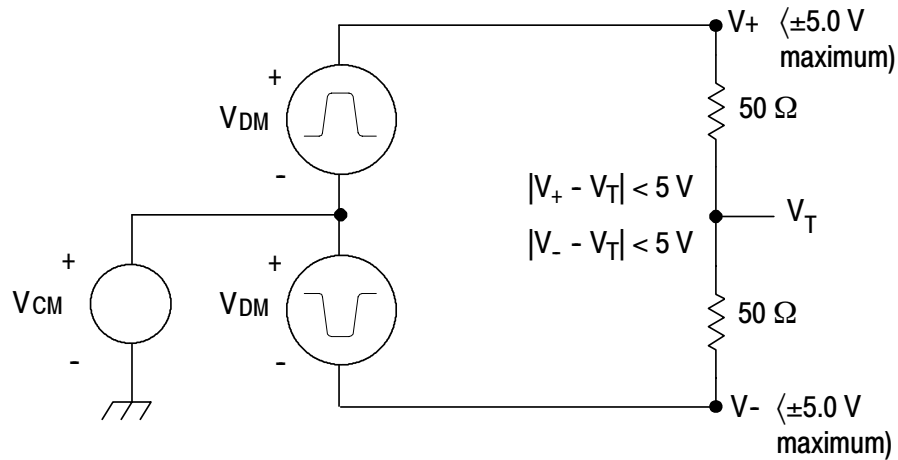 V+ (±5.0 V
maximum)
+
VDM
-
50 Ω
|V+ - VT| < 5 V
VT
|V- - VT| < 5 V
+
VCM
-
+
VDM
-
50 Ω
V- (±5.0 V
maximum)